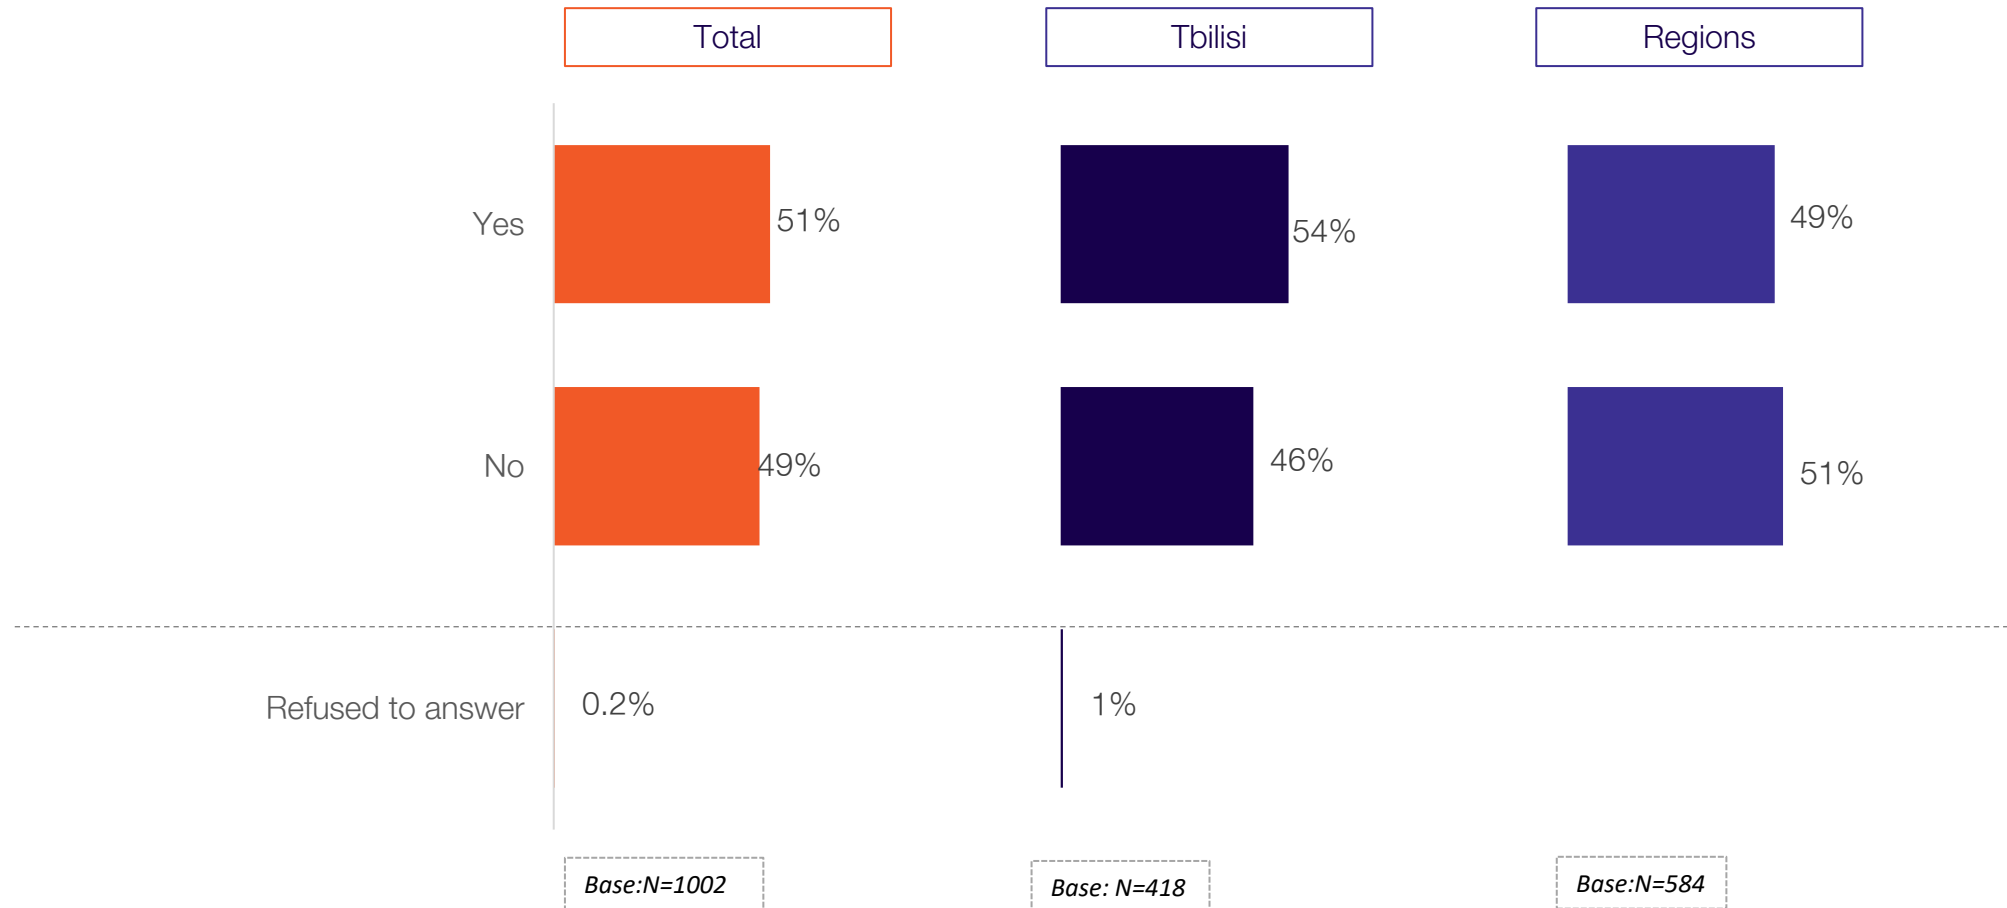 Total Tbilisi Regions
Yes 51% 54% 49%
No 49% 46% 51%
Refused to answer 0.2% 1%
Base:N=1002 Base: N=418 Base:N=584